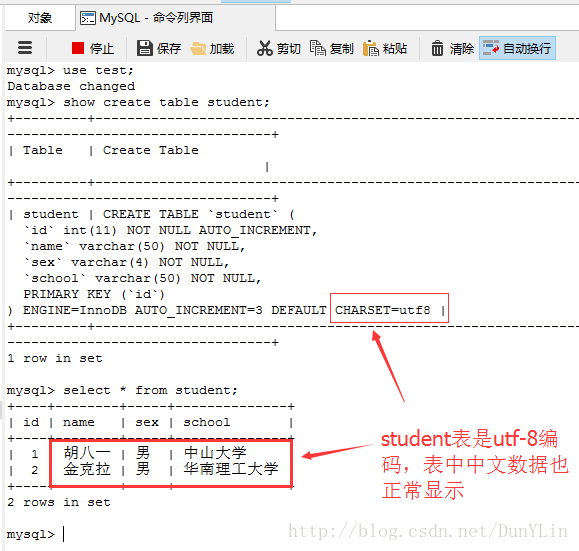 对象 MySQL - 命令列界面
停止 保存 加载 剪切 复制 粘贴 清除 自动换行
mysql> use test;
Database changed
mysql> show create table student;
+---------+--------------------------------------------------------------
----------------------------------+
| Table   | Create Table
                                 |
+---------+--------------------------------------------------------------
----------------------------------+
| student | CREATE TABLE `student` (
  `id` int(11) NOT NULL AUTO_INCREMENT,
  `name` varchar(50) NOT NULL,
  `sex` varchar(4) NOT NULL,
  `school` varchar(50) NOT NULL,
  PRIMARY KEY (`id`)
) ENGINE=InnoDB AUTO_INCREMENT=3 DEFAULT CHARSET=utf8 |
+---------+--------------------------------------------------------------
----------------------------------+
1 row in set
mysql> select * from student;
+----+--------+-----+--------------+
| id | name   | sex | school       |
+----+--------+-----+--------------+
|  1 | 胡八一 | 男  | 中山大学
|  2 | 金克拉 | 男  | 华南理工大学
+----+--------+-----+--------------+
2 rows in set
mysql>
student表是utf-8编
码，表中中文数据也
正常显示
http://blog.csdn.net/DunYLin